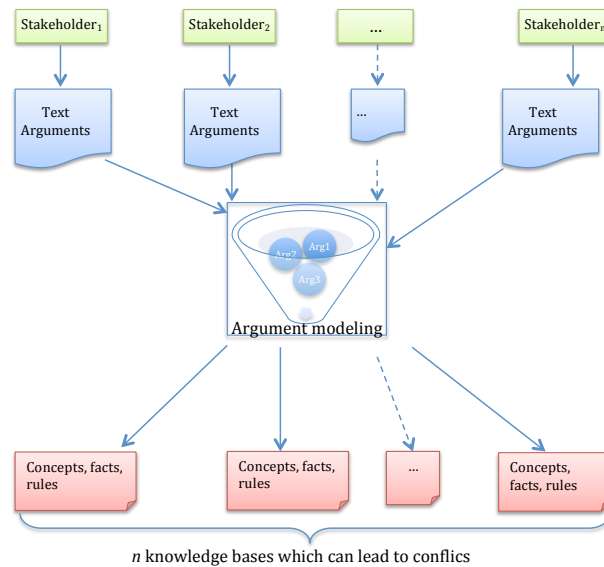 Stakeholder1
Stakeholder2
...
Stakeholdern
Text
Arguments
Text
Arguments
...
Text
Arguments
Arg1
Arg2
Arg3
Argument modeling
Concepts, facts,
rules
Concepts, facts,
rules
...
Concepts,
facts, rules
n knowledge bases which can lead to conflics